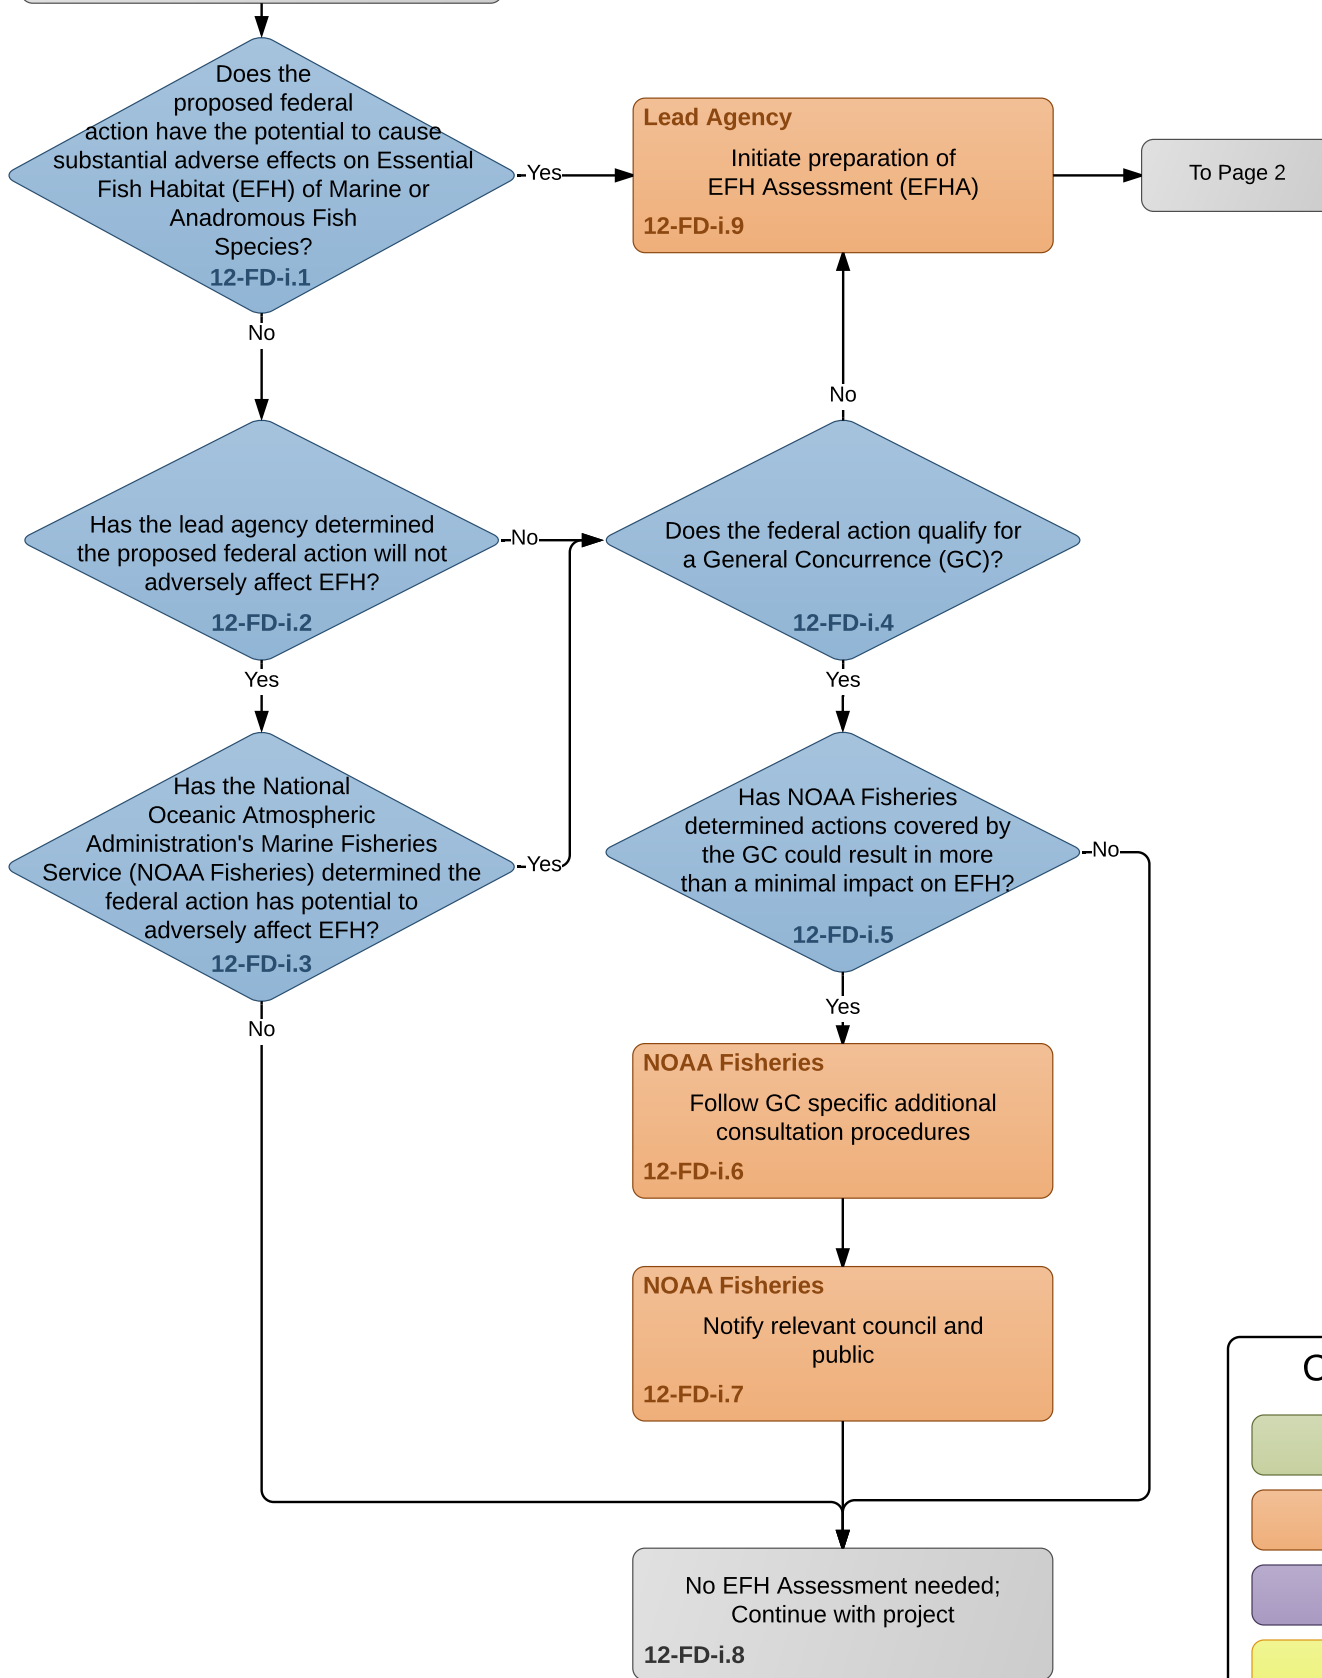 Does the
proposed federal
action have the potential to cause
substantial adverse effects on Essential
Fish Habitat (EFH) of Marine or
Anadromous Fish
Species?
12-FD-i.1
Yes
Lead Agency
Initiate preparation of
EFH Assessment (EFHA)
12-FD-i.9
To Page 2
No
No
Has the lead agency determined
the proposed federal action will not
adversely affect EFH?
12-FD-i.2
No
Does the federal action qualify for
a General Concurrence (GC)?
12-FD-i.4
Yes
Yes
Has the National
Oceanic Atmospheric
Administration's Marine Fisheries
Service (NOAA Fisheries) determined the
federal action has potential to
adversely affect EFH?
12-FD-i.3
Yes
Has NOAA Fisheries
determined actions covered by
the GC could result in more
than a minimal impact on EFH?
12-FD-i.5
No
No
Yes
NOAA Fisheries
Follow GC specific additional
consultation procedures
12-FD-i.6
NOAA Fisheries
Notify relevant council and
public
12-FD-i.7
No EFH Assessment needed;
Continue with project
12-FD-i.8